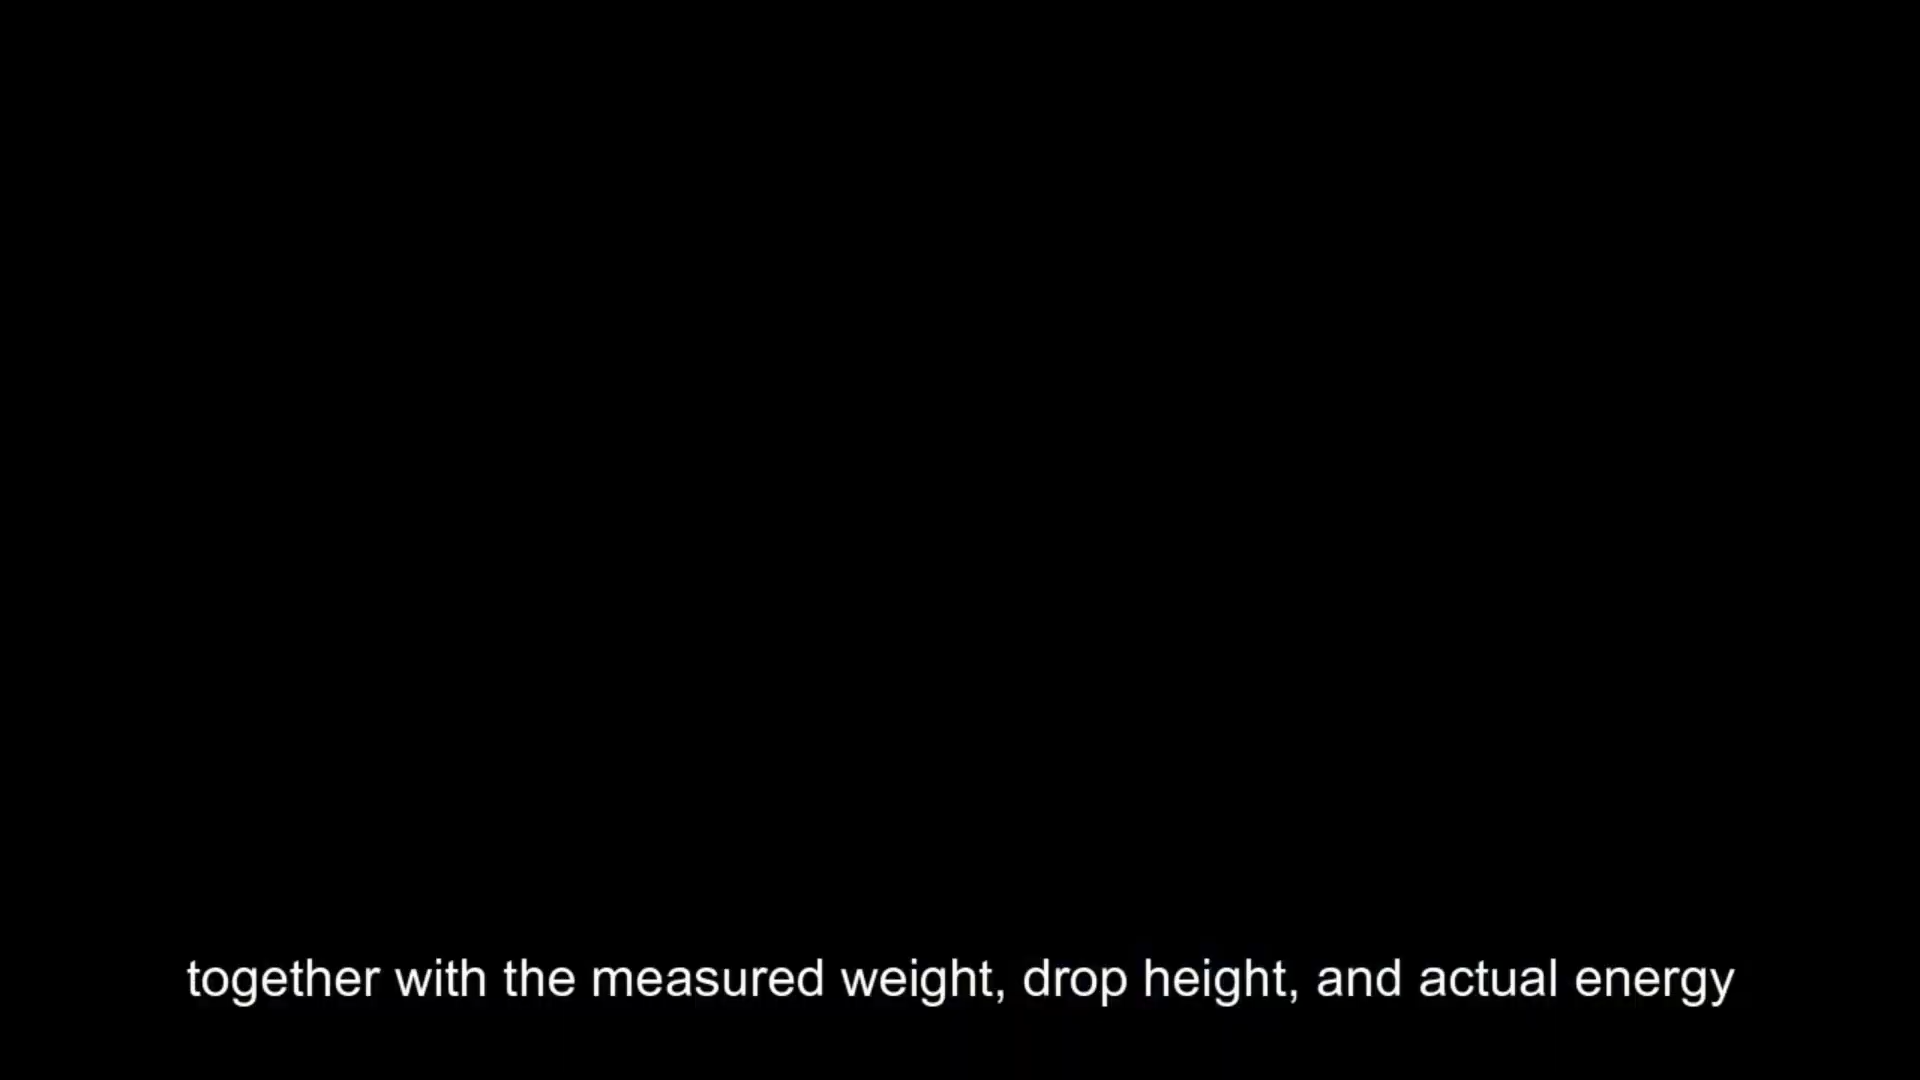 together with the measured weight, drop height, and actual energy